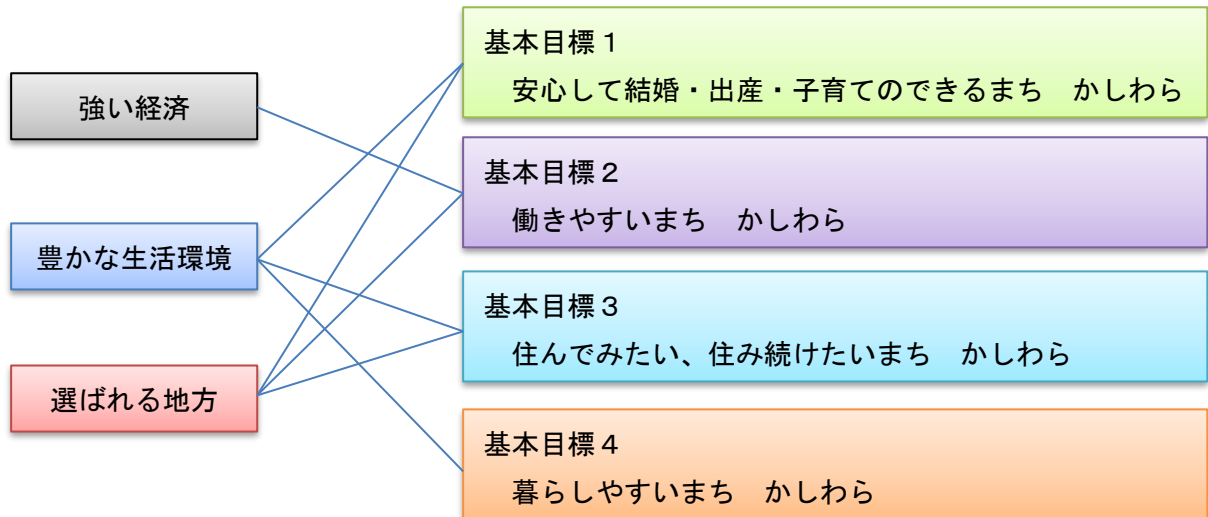 強い経済
豊かな生活環境
選ばれる地方
基本目標１
安心して結婚・出産・子育てのできるまち　かしわら
基本目標２
働きやすいまち　かしわら
基本目標３
住んでみたい、住み続けたいまち　かしわら
基本目標４
暮らしやすいまち　かしわら